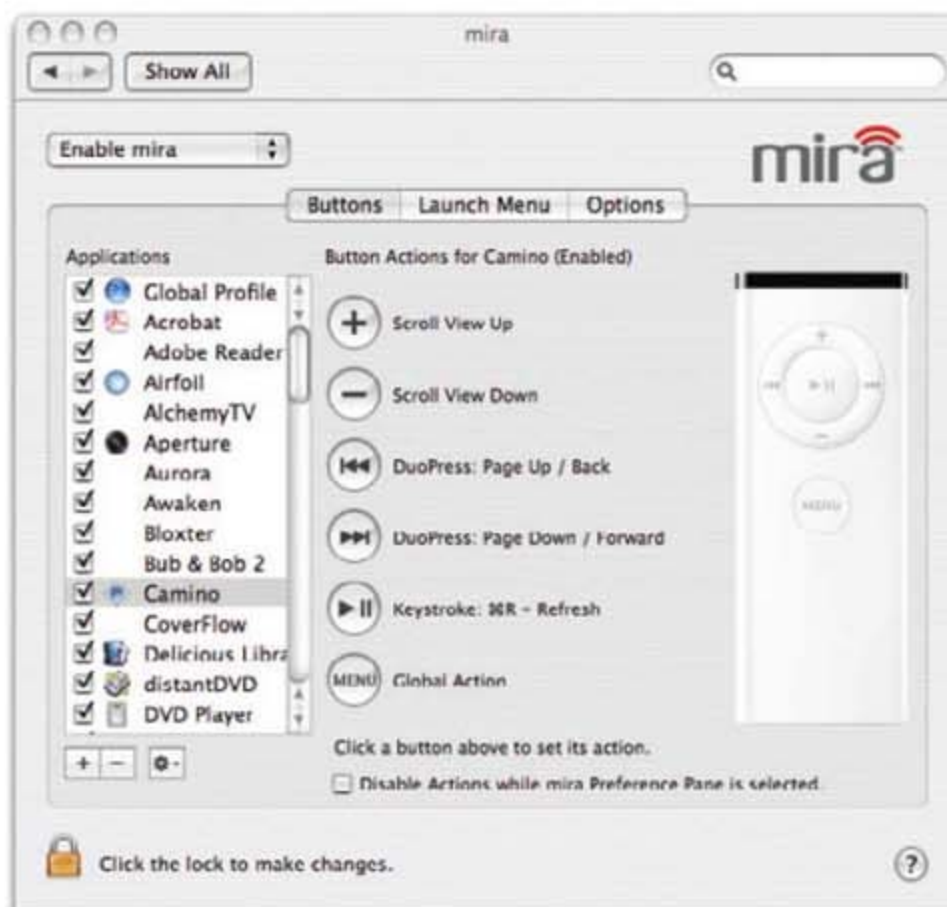 mira
Show All
Enable mira
mira
Buttons Launch Menu Options
Applications
Global Profile
Acrobat
Adobe Reader
Airfoil
AlchemyTV
Aperture
Aurora
Awaken
Bloxter
Bub & Bob 2
Camino
CoverFlow
Delicious Libra
distantDVD
DVD Player
Button Actions for Camino (Enabled)
Scroll View Up
Scroll View Down
DuoPress: Page Up / Back
DuoPress: Page Down / Forward
Keystroke: ⌘R - Refresh
MENU Global Action
Click a button above to set its action.
Disable Actions while mira Preference Pane is selected.
MENU
Click the lock to make changes.
?